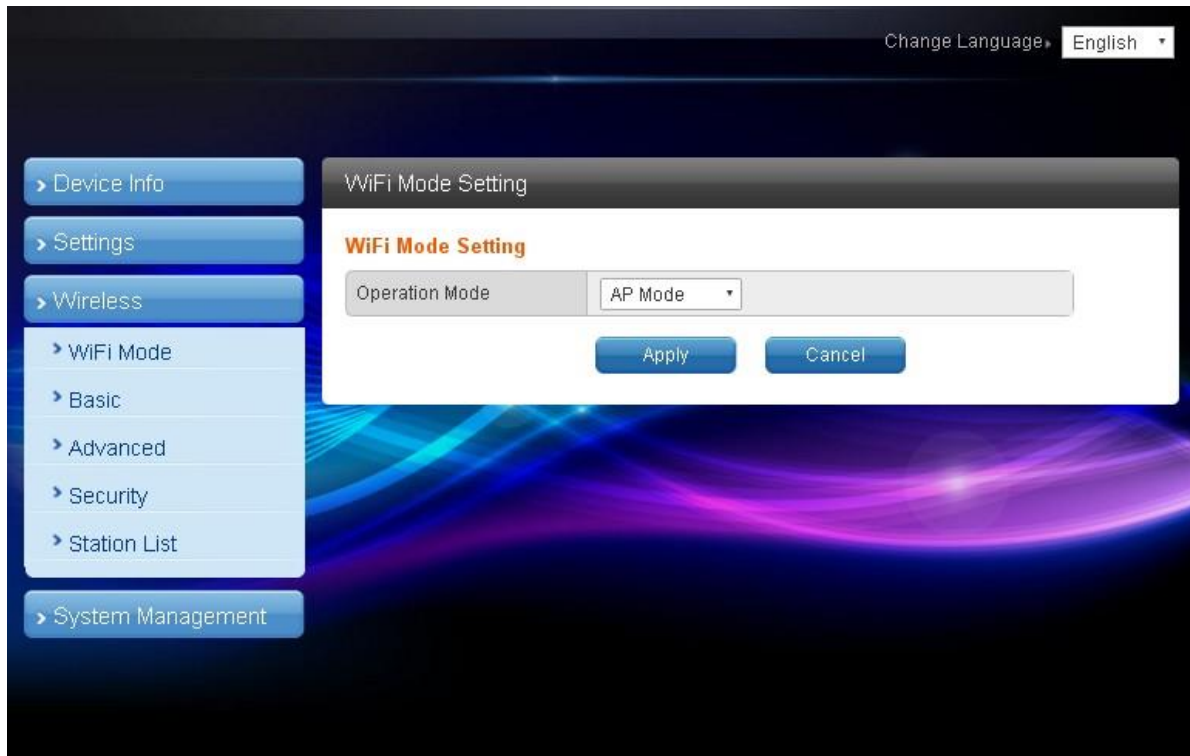 Change Language
English
Device Info
Settings
Wireless
WiFi Mode
Basic
Advanced
Security
Station List
System Management
WiFi Mode Setting
WiFi Mode Setting
Operation Mode AP Mode
Apply Cancel